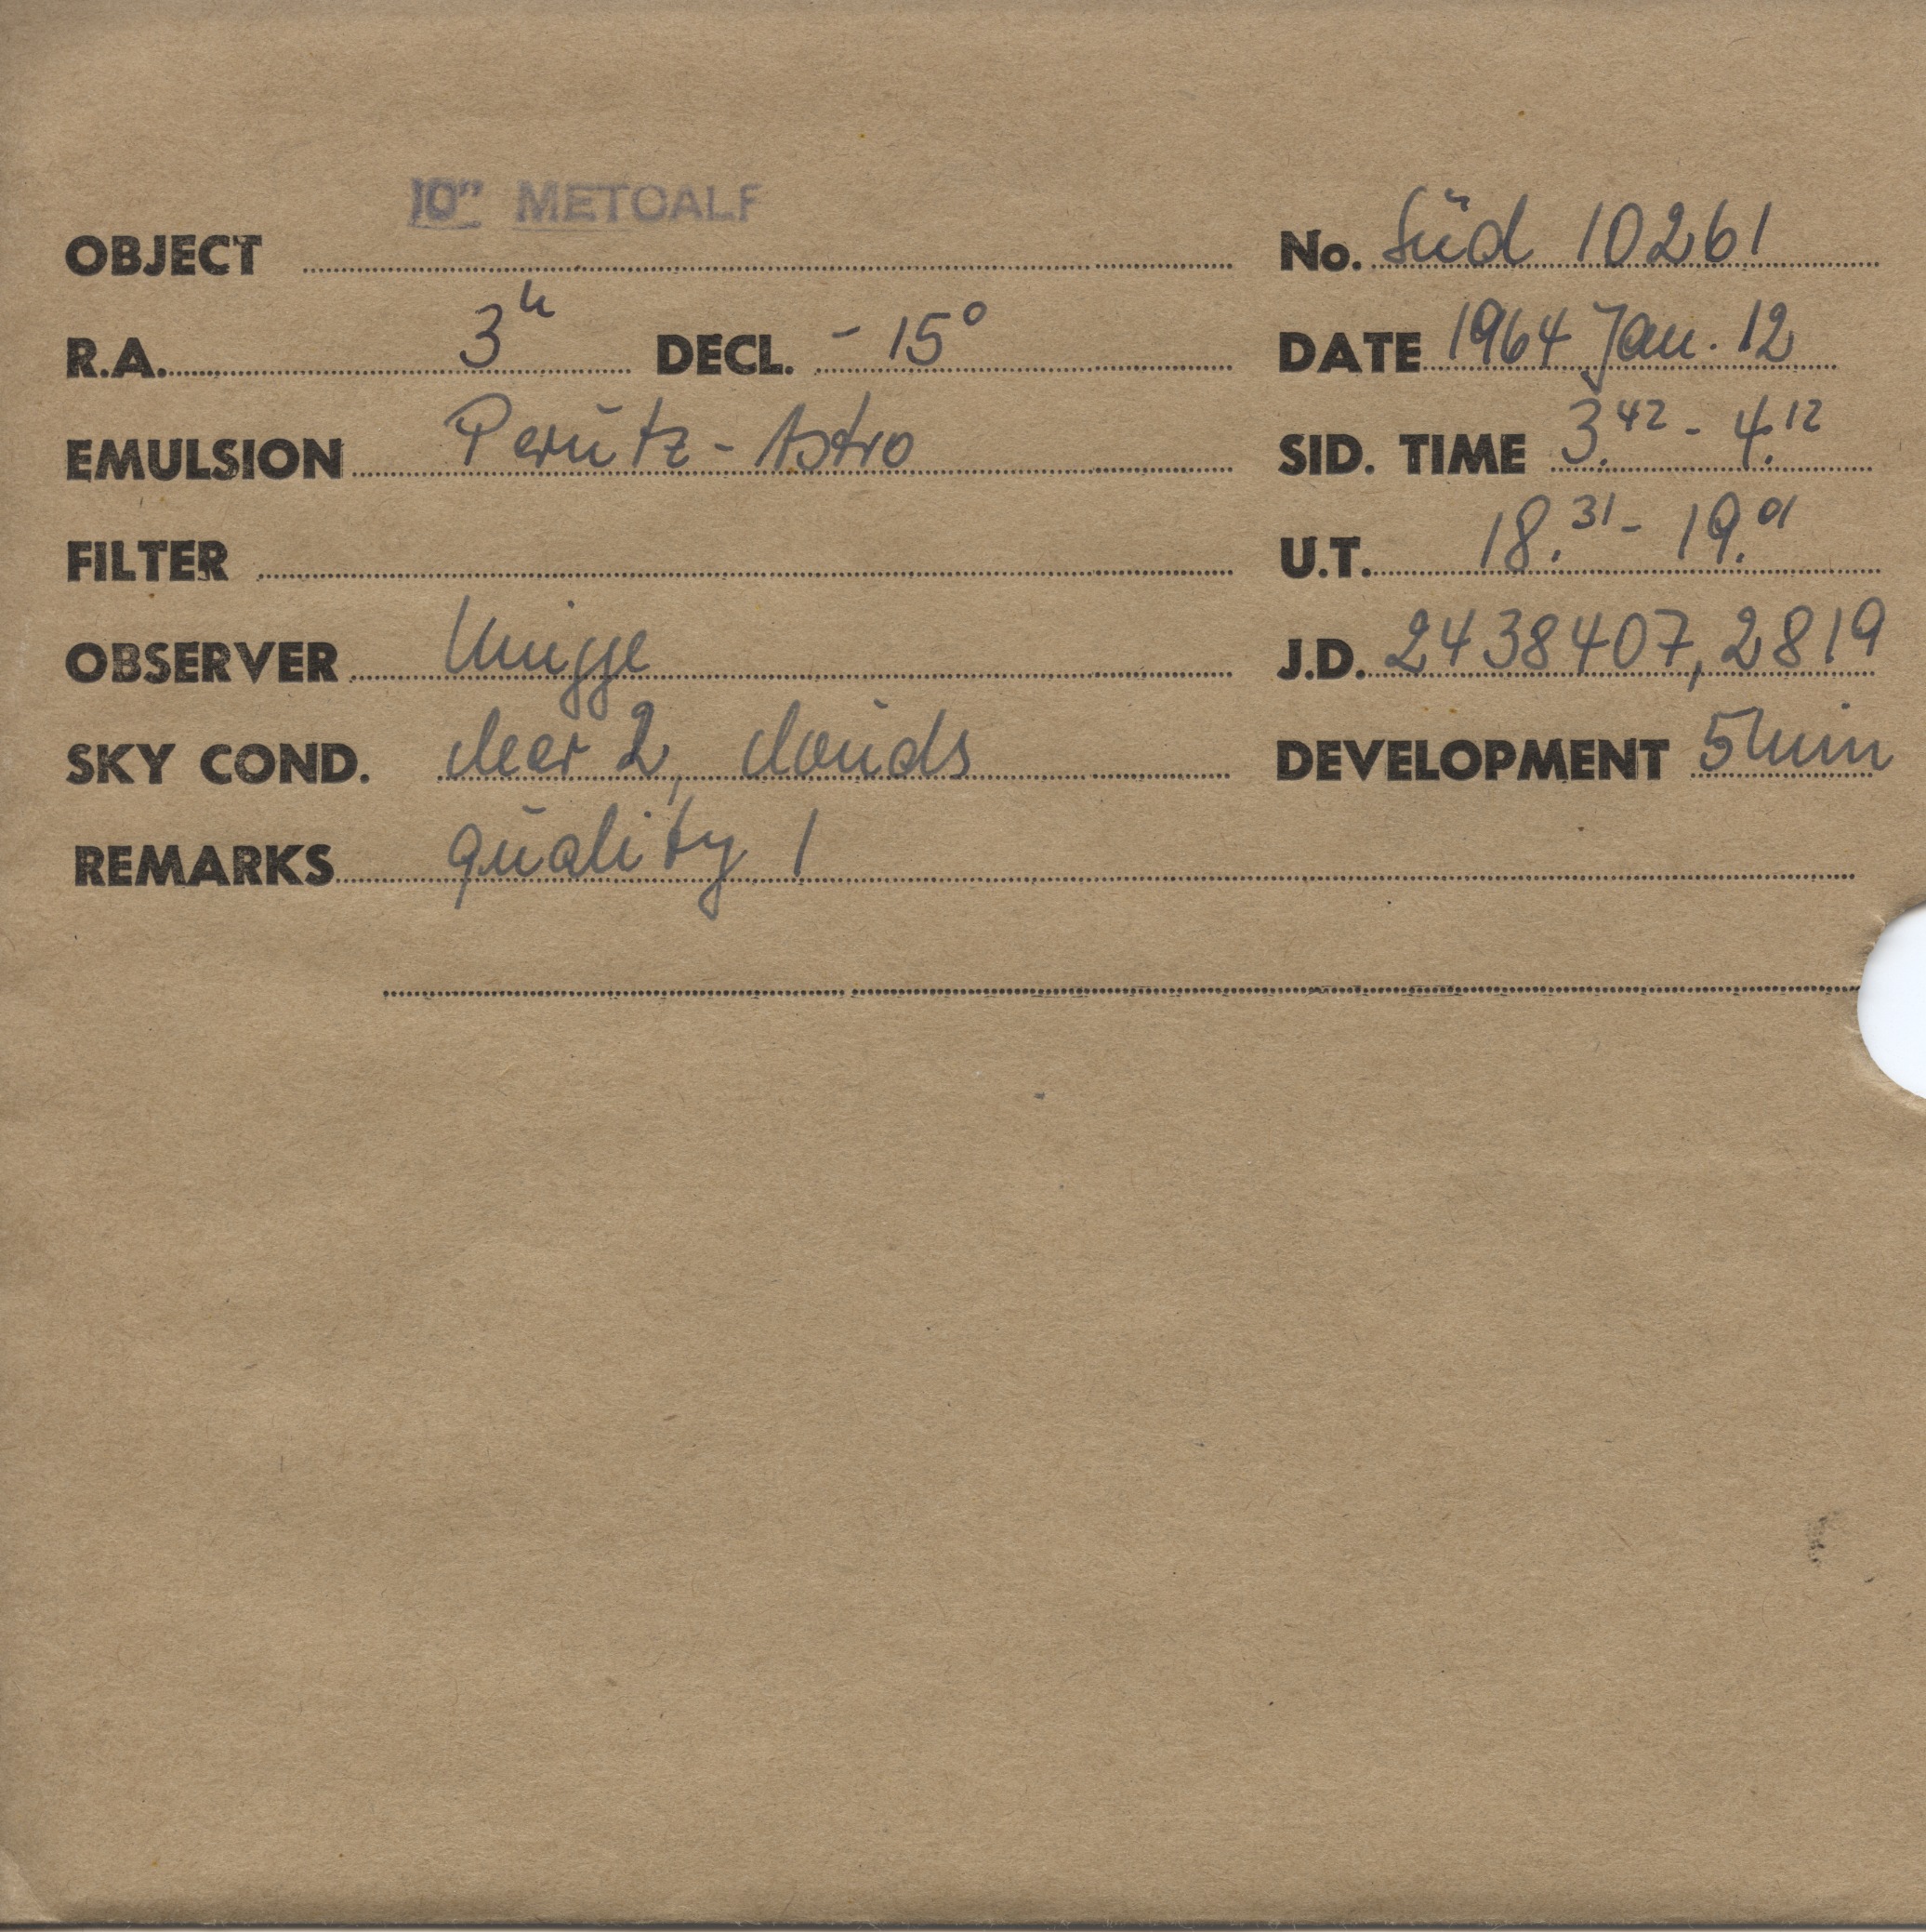 10" METCALF
OBJECT No. Süd 10261
R.A. 3h DECL. - 15° DATE 1964 Jan. 12
EMULSION Perutz - Astro SID. TIME 3.42 - 4.12
FILTER U.T. 18.31 - 19.01
OBSERVER J.D. 2438407,2819
SKY COND. clear 2, clouds DEVELOPMENT 5 min
REMARKS quality 1